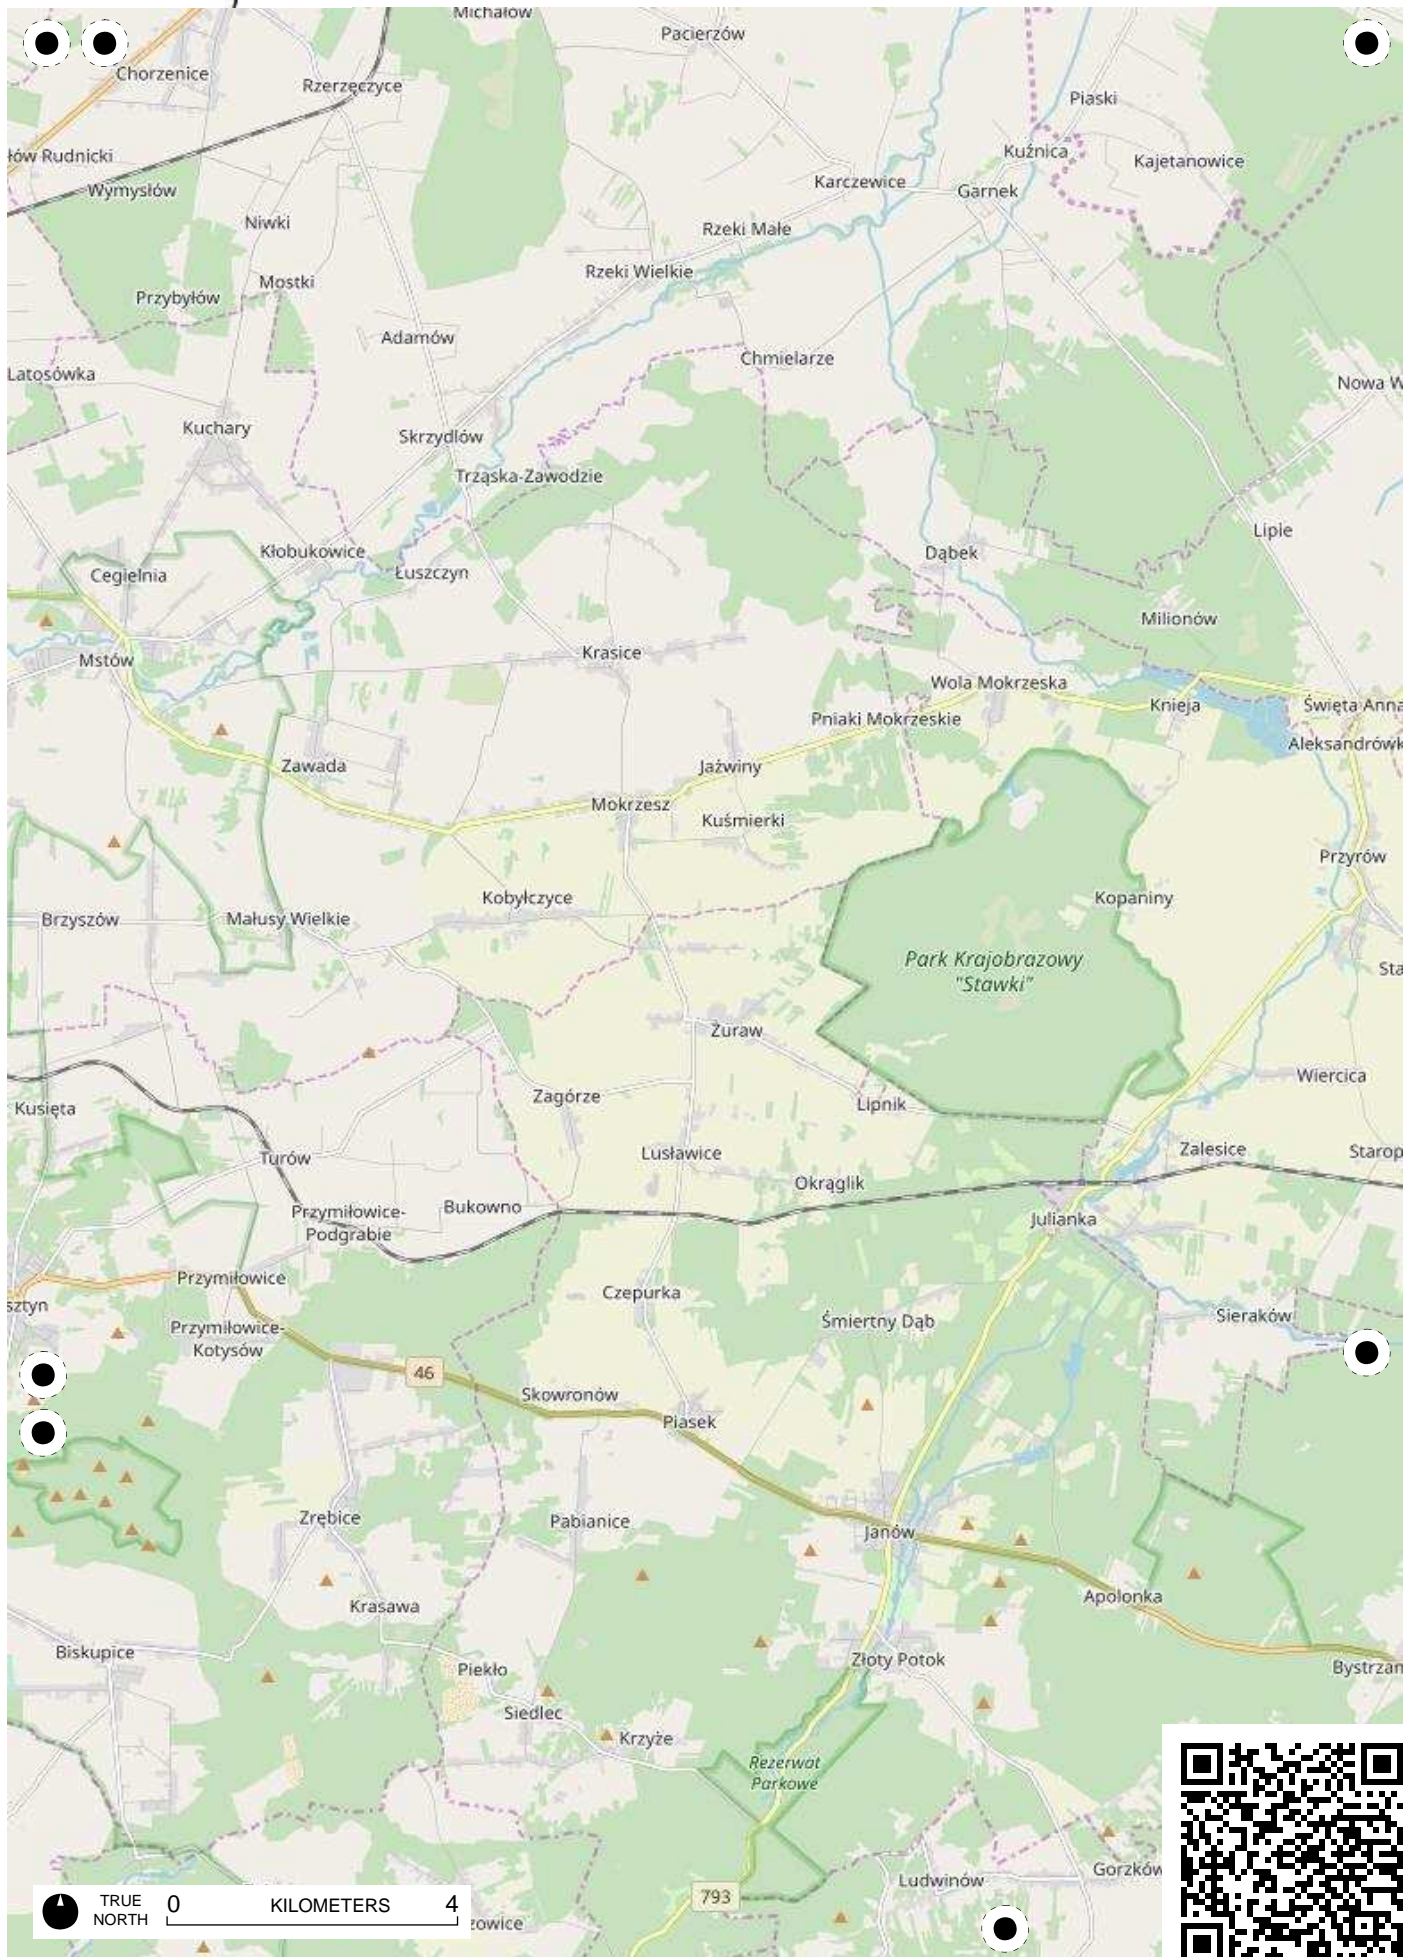 Michałów
Pacierzów
Chorzenice
Rzerzęczyce
Piaski
łów Rudnicki
Kuźnica
Kajetanowice
Wymysłów
Karczewice
Garnek
Niwki
Rzeki Małe
Rzeki Wielkie
Mostki
Przybyłów
Adamów
Chmielarze
Latosówka
Nowa W
Kuchary
Skrzydlów
Trząska-Zawodzie
Lipie
Kłobukowice
Dąbek
Cegielnia
Łuszczyn
Milionów
Krasice
Mstów
Wola Mokrzeska
Knieja
Święta Anna
Pniaki Mokrzeskie
Aleksandrówk
Zawada
Jaźwiny
Mokrzesz
Kuśmierki
Przyrów
Kobyłczyce
Kopaniny
Brzyszów
Małusy Wielkie
Park Krajobrazowy
"Stawki"
Sta
Żuraw
Wiercica
Zagórze
Lipnik
Kusięta
Turów
Lusławice
Zalesice
Starop
Okrąglik
Bukowno
Przymiłowice-
Podgrabie
Julianka
Przymiłowice
Czepurka
sztyn
Śmiertny Dąb
Sieraków
Przymiłowice-
Kotysów
46
Skowronów
Piasek
Zrębice
Pabianice
Janów
Apolonka
Krasawa
Biskupice
Złoty Potok
Piekło
Bystrzan
Siedlec
Krzyże
Rezerwat
Parkowe
Gorzków
Ludwinów
793
zowice
TRUE
NORTH
0 KILOMETERS 4